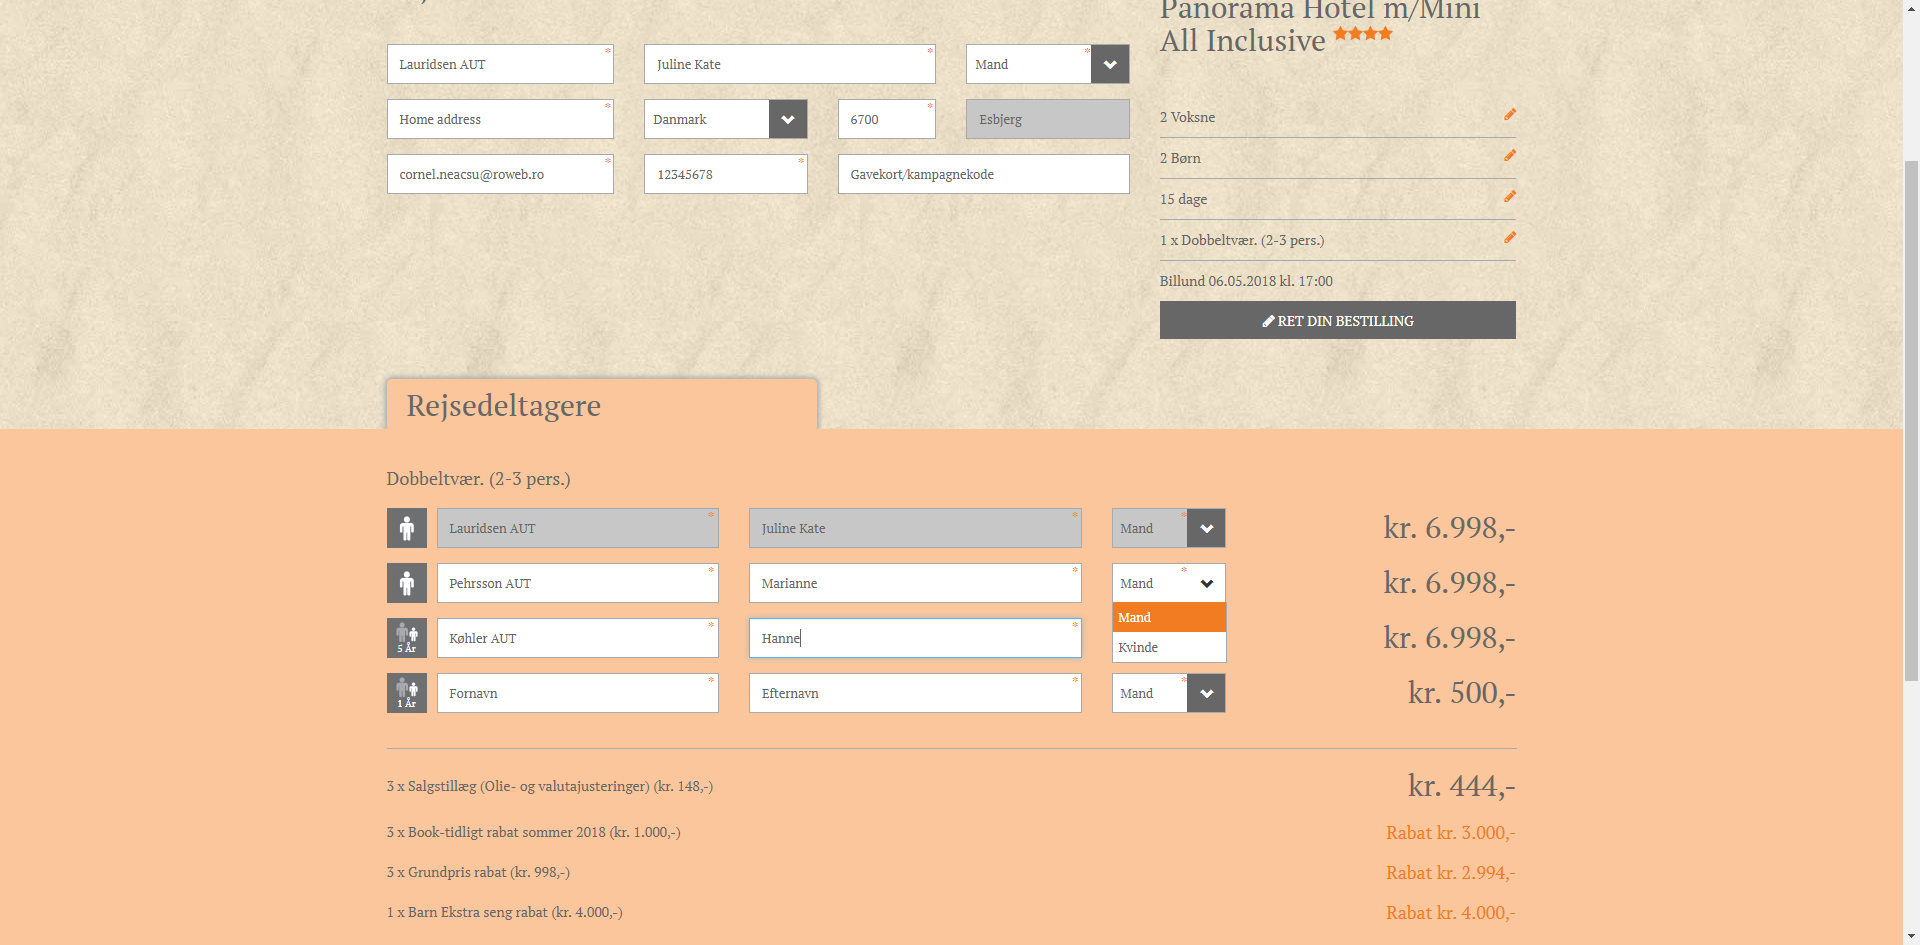 Panorama Hotel m/Mini
All Inclusive
Lauridsen AUT * Juline Kate * Mand *
Home address * Danmark 6700 * Esbjerg
cornel.neacsu@roweb.ro * 12345678 * Gavekort/kampagnekode
2 Voksne
2 Børn
15 dage
1 x Dobbeltvær. (2-3 pers.)
Billund 06.05.2018 kl. 17:00
RET DIN BESTILLING
Rejsedeltagere
Dobbeltvær. (2-3 pers.)
Lauridsen AUT * Juline Kate * Mand * kr. 6.998,-
Pehrsson AUT * Marianne * Mand * kr. 6.998,-
Mand
5 År Køhler AUT * Hanne * kr. 6.998,-
Kvinde
1 År Fornavn * Efternavn * Mand * kr. 500,-
3 x Salgstillæg (Olie- og valutajusteringer) (kr. 148,-) kr. 444,-
3 x Book-tidligt rabat sommer 2018 (kr. 1.000,-) Rabat kr. 3.000,-
3 x Grundpris rabat (kr. 998,-) Rabat kr. 2.994,-
1 x Barn Ekstra seng rabat (kr. 4.000,-) Rabat kr. 4.000,-